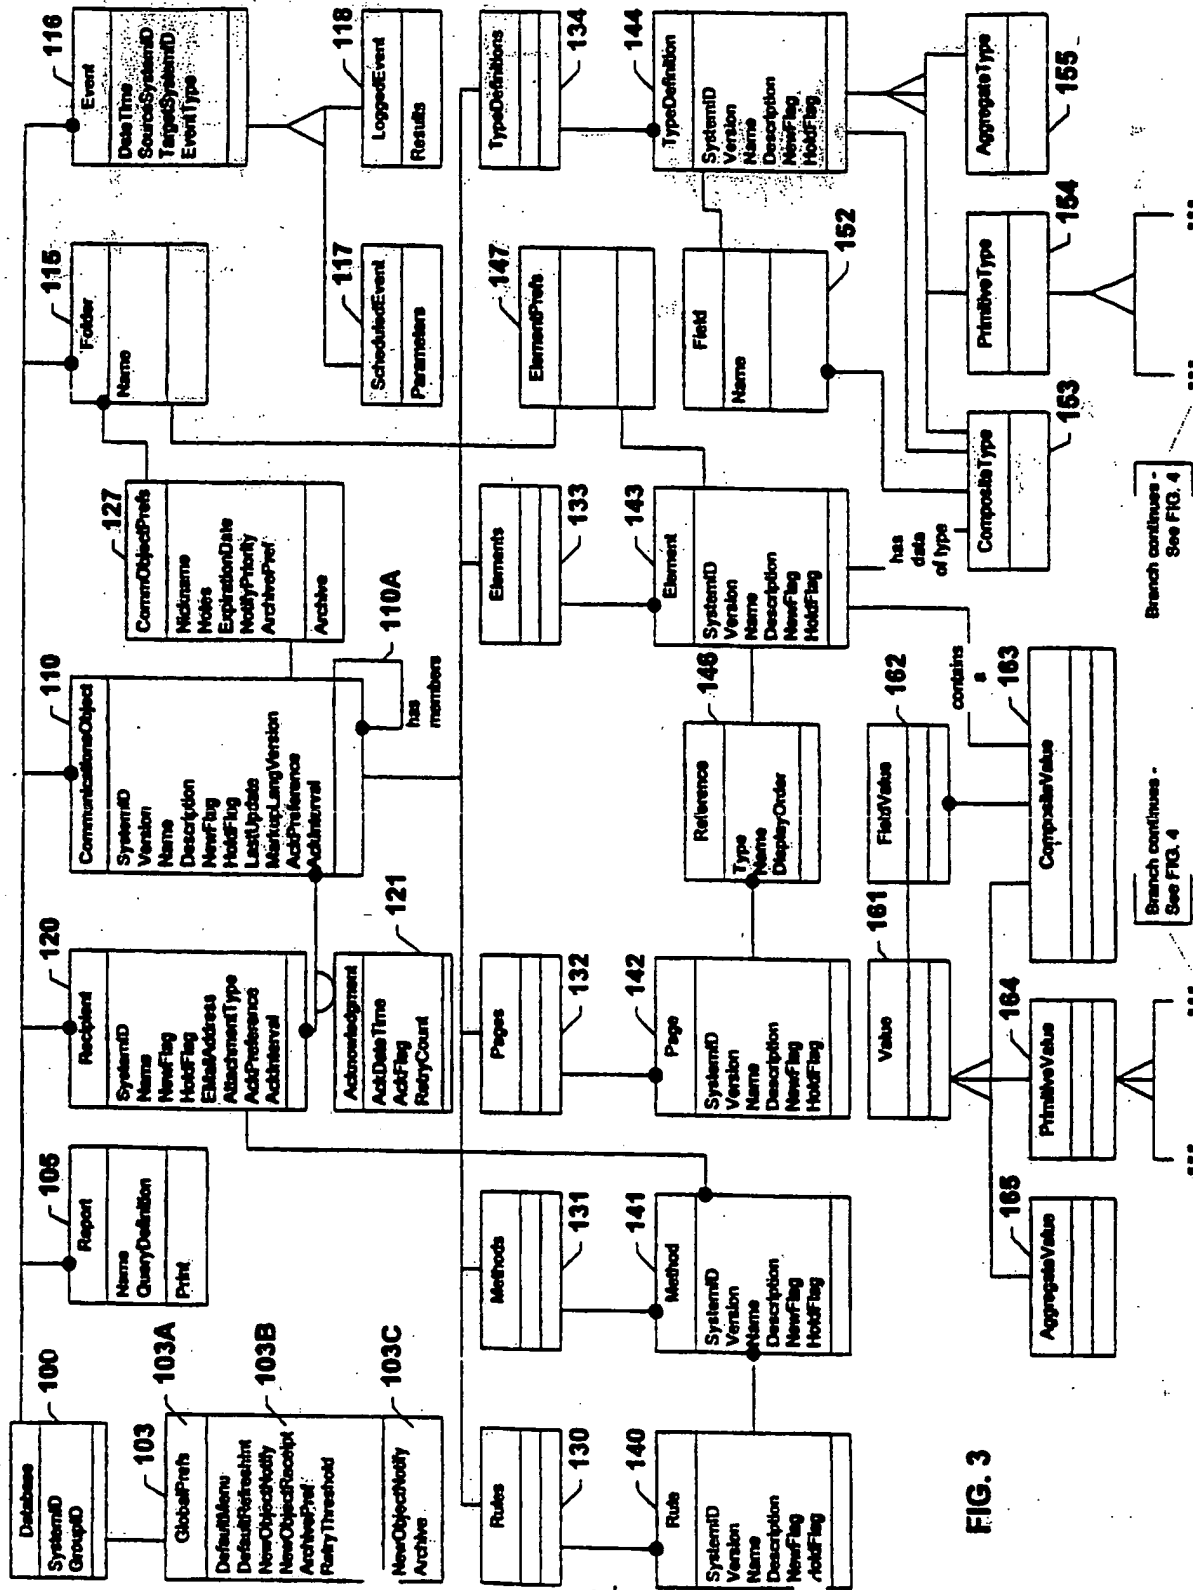 Database
100
SystemID
GroupID
103
103A
GlobalPrefs
103B
DefaultMenu
DefaultRefreshInt
NewObjectNotify
NewObjectReceipt
ArchivePref
RetryThreshold
103C
NewObjectNotify
Archive
Report
105
Name
QueryDefinition
Print
Recipient
120
SystemID
Name
NewFlag
HoldFlag
EMailAddress
AttachmentType
AckPreference
AckInterval
Acknowledgment
121
AckDateTime
AckFlag
RetryCount
CommunicationsObject
110
SystemID
Version
Name
Description
NewFlag
HoldFlag
LastUpdate
MarkupLangVersion
AckPreference
AckInterval
110A
has
members
CommObjectPrefs
127
Nickname
Notes
ExpirationDate
NotifyPriority
ArchivePref
Archive
Folder
115
Name
Event
116
DateTime
SourceSystemID
TargetSystemID
EventType
ScheduledEvent
117
Parameters
LoggedEvent
118
Results
Rules
130
Methods
131
Pages
132
Elements
133
ElementPrefs
147
TypeDefinitions
134
Rule
140
SystemID
Version
Name
Description
NewFlag
HoldFlag
Method
141
SystemID
Version
Name
Description
NewFlag
HoldFlag
Page
142
SystemID
Version
Name
Description
NewFlag
HoldFlag
Reference
146
Type
Name
DisplayOrder
Element
143
SystemID
Version
Name
Description
NewFlag
HoldFlag
Field
152
Name
TypeDefinition
144
SystemID
Version
Name
Description
NewFlag
HoldFlag
has
data
of type
contains
a
Value
161
FieldValue
162
AggregateValue
165
PrimitiveValue
164
CompositeValue
163
CompositeType
153
PrimitiveType
154
AggregateType
155
Branch continues -
See FIG. 4
Branch continues -
See FIG. 4
FIG. 3